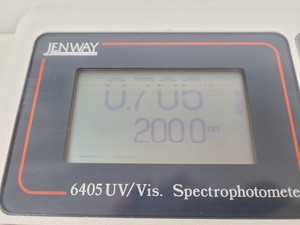 JENWAY
0.705
200.0nm
6405 UV/Vis. Spectrophotomete